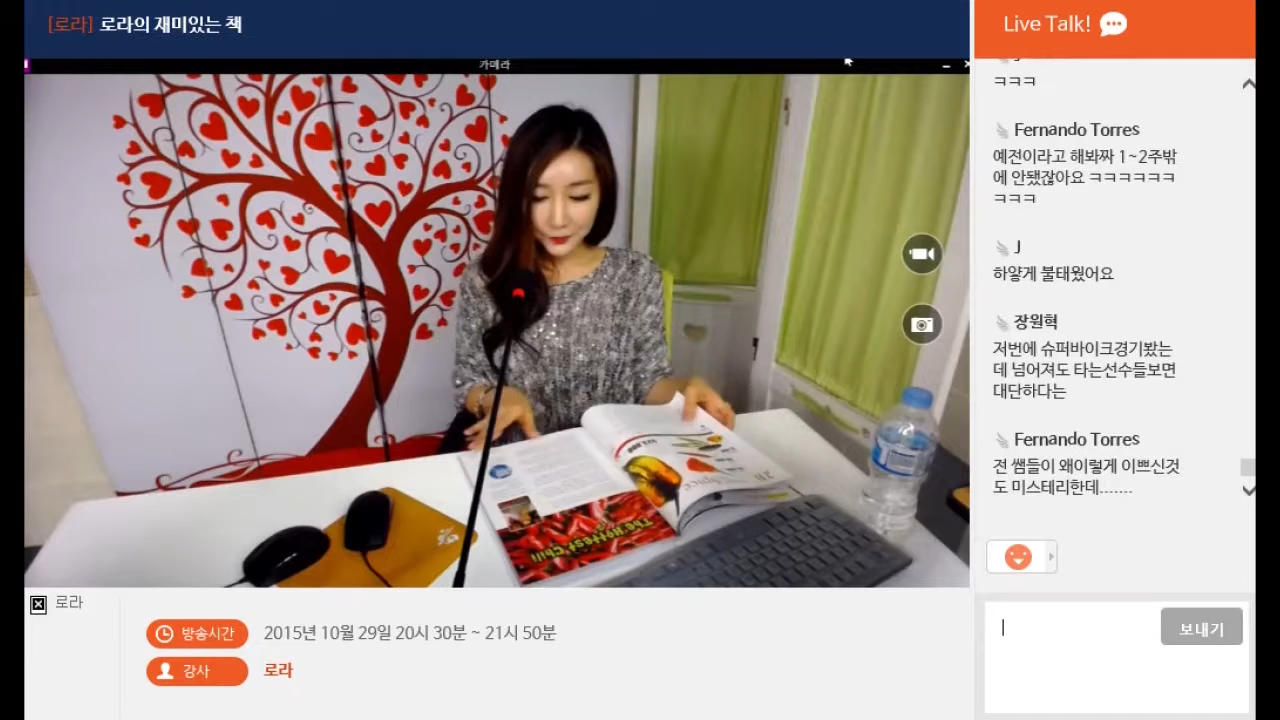 [로라] 로라의 재미있는 책
카메라
The Hottest Chili
로라
방송시간 2015년 10월 29일 20시 30분 ~ 21시 50분
강사 로라
Live Talk!
ㅋㅋㅋ
Fernando Torres
예전이라고 해봐짜 1~2주밖
에 안됐잖아요 ㅋㅋㅋㅋㅋㅋ
ㅋㅋㅋ
J
하얗게 불태웠어요
장원혁
저번에 슈퍼바이크경기봤는
데 넘어져도 타는선수들보면
대단하다는
Fernando Torres
전 쌤들이 왜이렇게 이쁘신것
도 미스테리한데.......
보내기